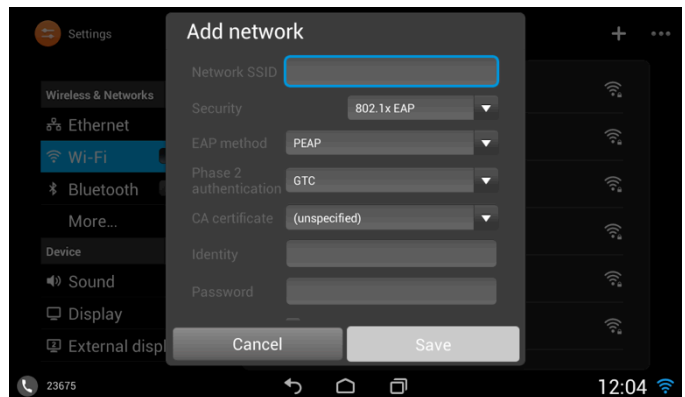 Settings
Add network
Network SSID
Wireless & Networks
Security
802.1x EAP
Ethernet
EAP method
PEAP
Wi-Fi
Phase 2
authentication
GTC
Bluetooth
CA certificate
(unspecified)
More...
Identity
Device
Sound
Password
Display
External displ
Cancel
Save
23675
12:04